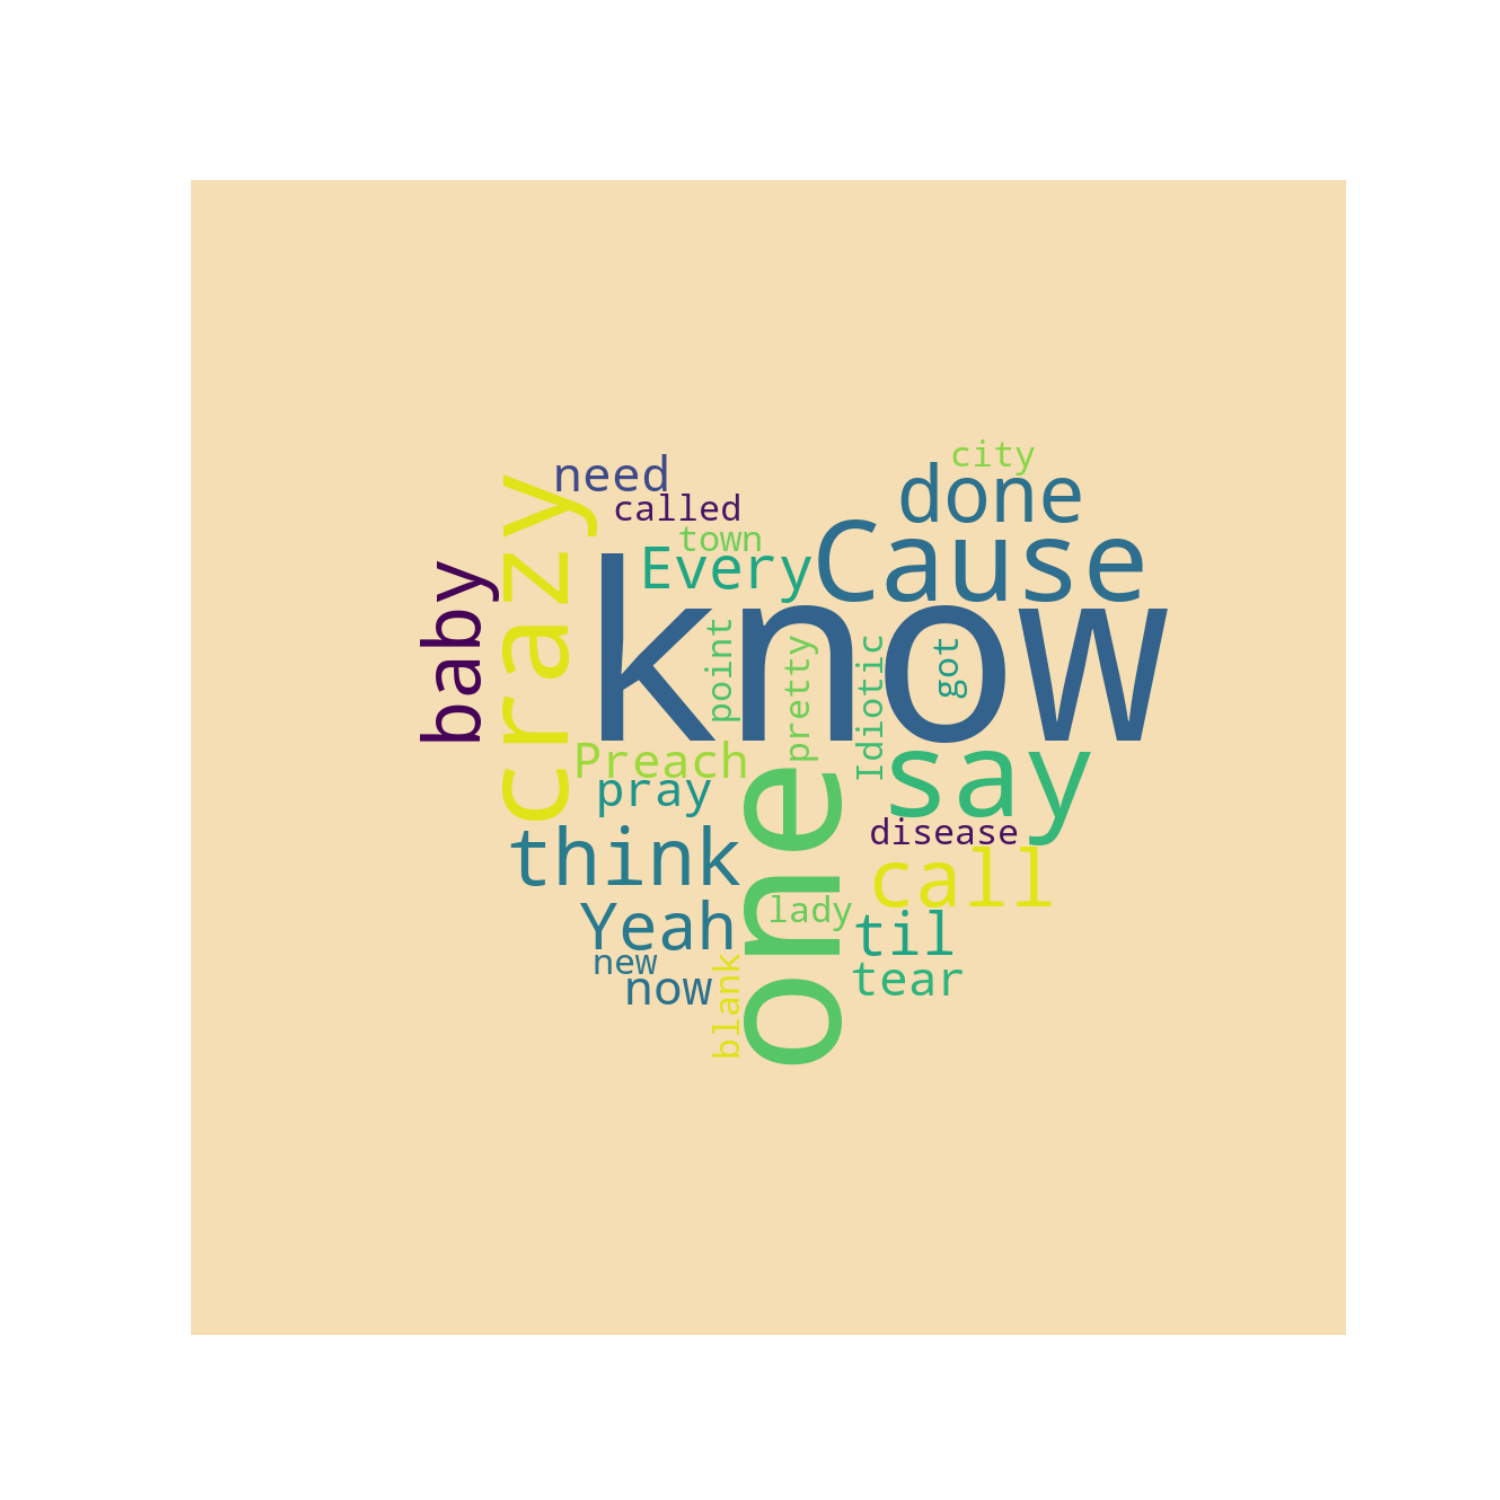 city
need
done
called
crazy
Cause
town
Every
know
baby
point
pretty
Idiotic
got
Preach
say
pray
one
disease
think
call
lady
Yeah
til
new
tear
now
blank